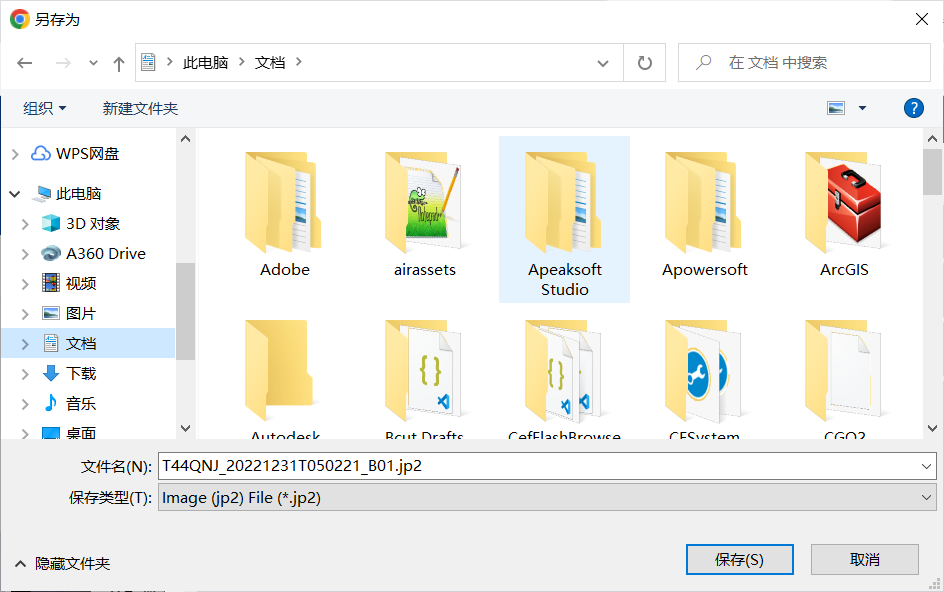 另存为
此电脑 文档
在 文档 中搜索
组织 新建文件夹
?
WPS网盘
此电脑
3D 对象
A360 Drive
视频
图片
文档
下载
音乐
桌面
Adobe
airassets
Apeaksoft
Studio
Apowersoft
ArcGIS
Autodesk
Bcut Drafts
CefFlashBrowse
CFSystem
文件名(N): T44QNJ_20221231T050221_B01.jp2
保存类型(T): Image (jp2) File (*.jp2)
隐藏文件夹
保存(S) 取消